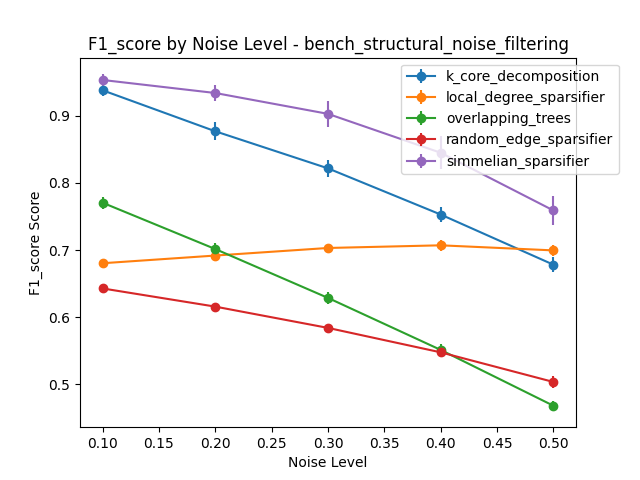 F1_score by Noise Level - bench_structural_noise_filtering
k_core_decomposition
local_degree_sparsifier
overlapping_trees
random_edge_sparsifier
simmelian_sparsifier
F1_score Score
0.9
0.8
0.7
0.6
0.5
0.10 0.15 0.20 0.25 0.30 0.35 0.40 0.45 0.50
Noise Level